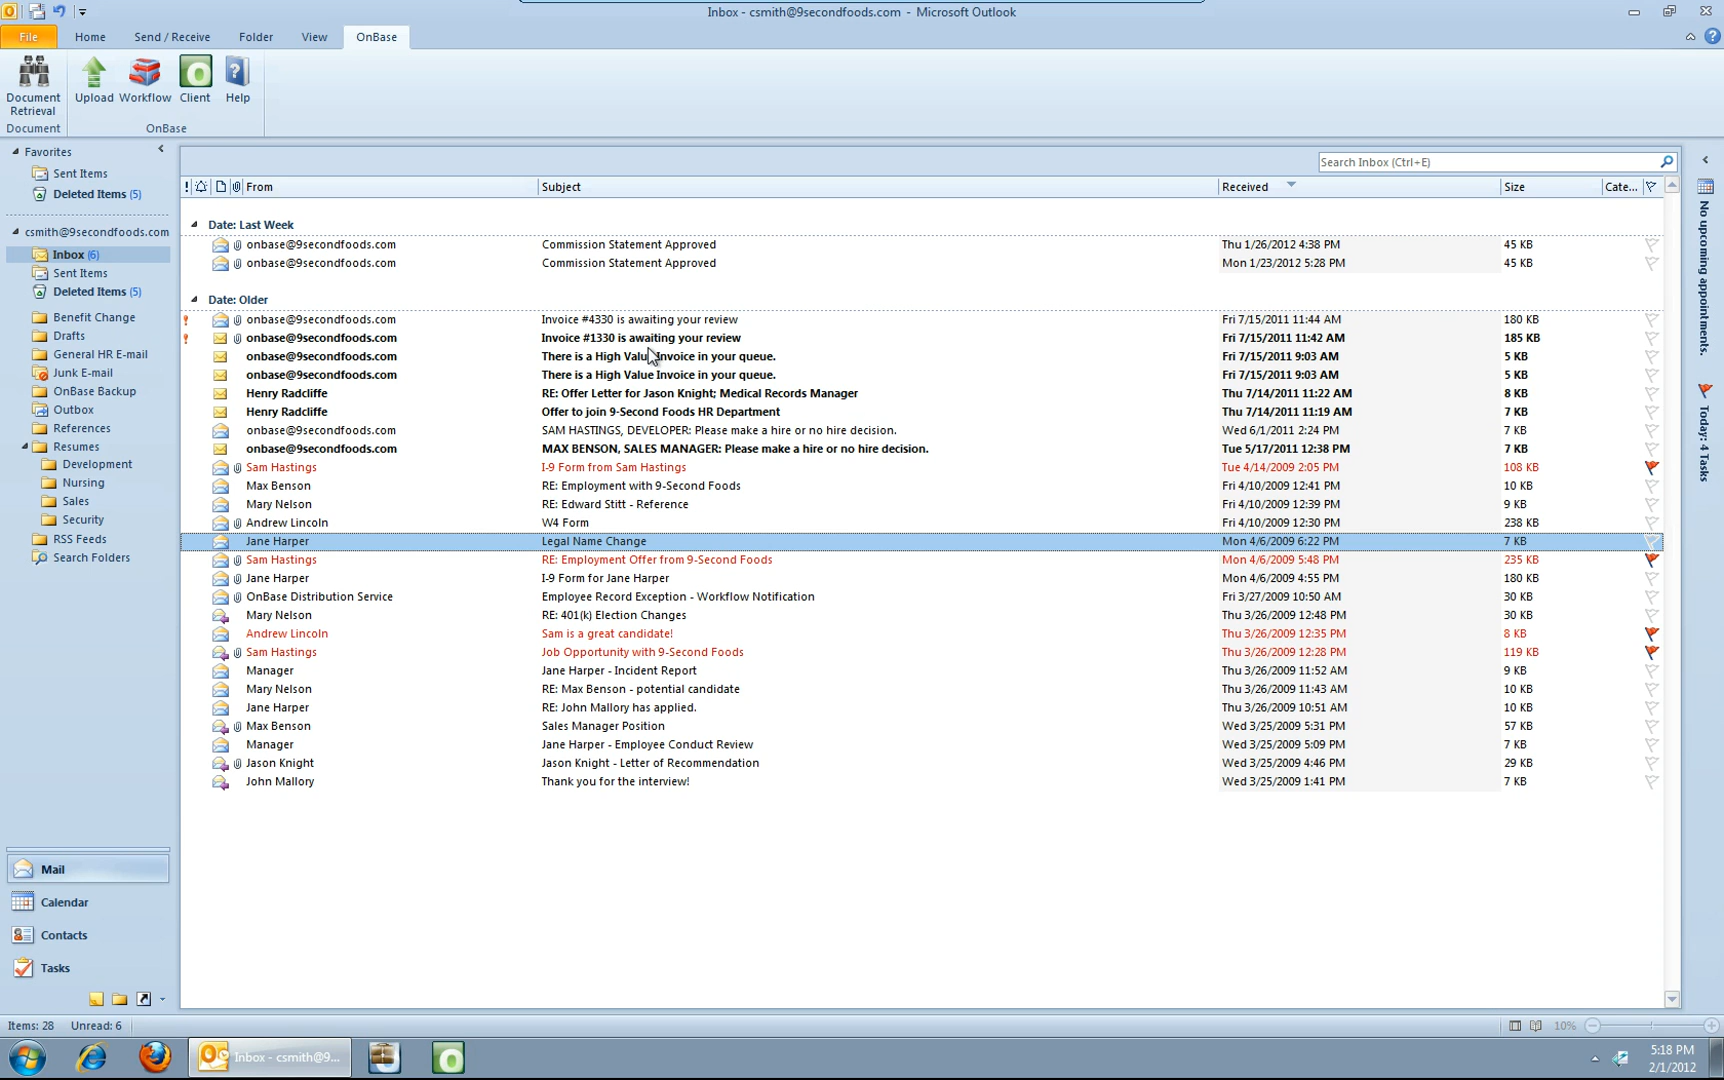 Inbox - csmith@9secondfoods.com - Microsoft Outlook
File Home Send / Receive Folder View OnBase
Document Retrieval Upload Workflow Client Help
Document OnBase
Favorites
Sent Items
Deleted Items (5)
csmith@9secondfoods.com
Inbox (6)
Sent Items
Deleted Items (5)
Benefit Change
Drafts
General HR E-mail
Junk E-mail
OnBase Backup
Outbox
References
Resumes
Development
Nursing
Sales
Security
RSS Feeds
Search Folders
Mail
Calendar
Contacts
Tasks
Search Inbox (Ctrl+E)
From Subject Received Size Cate...
Date: Last Week
onbase@9secondfoods.com Commission Statement Approved Thu 1/26/2012 4:38 PM 45 KB
onbase@9secondfoods.com Commission Statement Approved Mon 1/23/2012 5:28 PM 45 KB
Date: Older
onbase@9secondfoods.com Invoice #4330 is awaiting your review Fri 7/15/2011 11:44 AM 180 KB
onbase@9secondfoods.com Invoice #1330 is awaiting your review Fri 7/15/2011 11:42 AM 185 KB
onbase@9secondfoods.com There is a High Value Invoice in your queue. Fri 7/15/2011 9:03 AM 5 KB
onbase@9secondfoods.com There is a High Value Invoice in your queue. Fri 7/15/2011 9:03 AM 5 KB
Henry Radcliffe RE: Offer Letter for Jason Knight; Medical Records Manager Thu 7/14/2011 11:22 AM 8 KB
Henry Radcliffe Offer to join 9-Second Foods HR Department Thu 7/14/2011 11:19 AM 7 KB
onbase@9secondfoods.com SAM HASTINGS, DEVELOPER: Please make a hire or no hire decision. Wed 6/1/2011 2:24 PM 7 KB
onbase@9secondfoods.com MAX BENSON, SALES MANAGER: Please make a hire or no hire decision. Tue 5/17/2011 12:38 PM 7 KB
Sam Hastings I-9 Form from Sam Hastings Tue 4/14/2009 2:05 PM 108 KB
Max Benson RE: Employment with 9-Second Foods Fri 4/10/2009 12:41 PM 10 KB
Mary Nelson RE: Edward Stitt - Reference Fri 4/10/2009 12:39 PM 9 KB
Andrew Lincoln W4 Form Fri 4/10/2009 12:30 PM 238 KB
Jane Harper Legal Name Change Mon 4/6/2009 6:22 PM 7 KB
Sam Hastings RE: Employment Offer from 9-Second Foods Mon 4/6/2009 5:48 PM 235 KB
Jane Harper I-9 Form for Jane Harper Mon 4/6/2009 4:55 PM 180 KB
OnBase Distribution Service Employee Record Exception - Workflow Notification Fri 3/27/2009 10:50 AM 30 KB
Mary Nelson RE: 401(k) Election Changes Thu 3/26/2009 12:48 PM 30 KB
Andrew Lincoln Sam is a great candidate! Thu 3/26/2009 12:35 PM 8 KB
Sam Hastings Job Opportunity with 9-Second Foods Thu 3/26/2009 12:28 PM 119 KB
Manager Jane Harper - Incident Report Thu 3/26/2009 11:52 AM 9 KB
Mary Nelson RE: Max Benson - potential candidate Thu 3/26/2009 11:43 AM 10 KB
Jane Harper RE: John Mallory has applied. Thu 3/26/2009 10:51 AM 10 KB
Max Benson Sales Manager Position Wed 3/25/2009 5:31 PM 57 KB
Manager Jane Harper - Employee Conduct Review Wed 3/25/2009 5:09 PM 7 KB
Jason Knight Jason Knight - Letter of Recommendation Wed 3/25/2009 4:46 PM 29 KB
John Mallory Thank you for the interview! Wed 3/25/2009 1:41 PM 7 KB
No upcoming appointments.
Today: 4 Tasks
Items: 28 Unread: 6 10%
Inbox - csmith@9...
5:18 PM
2/1/2012